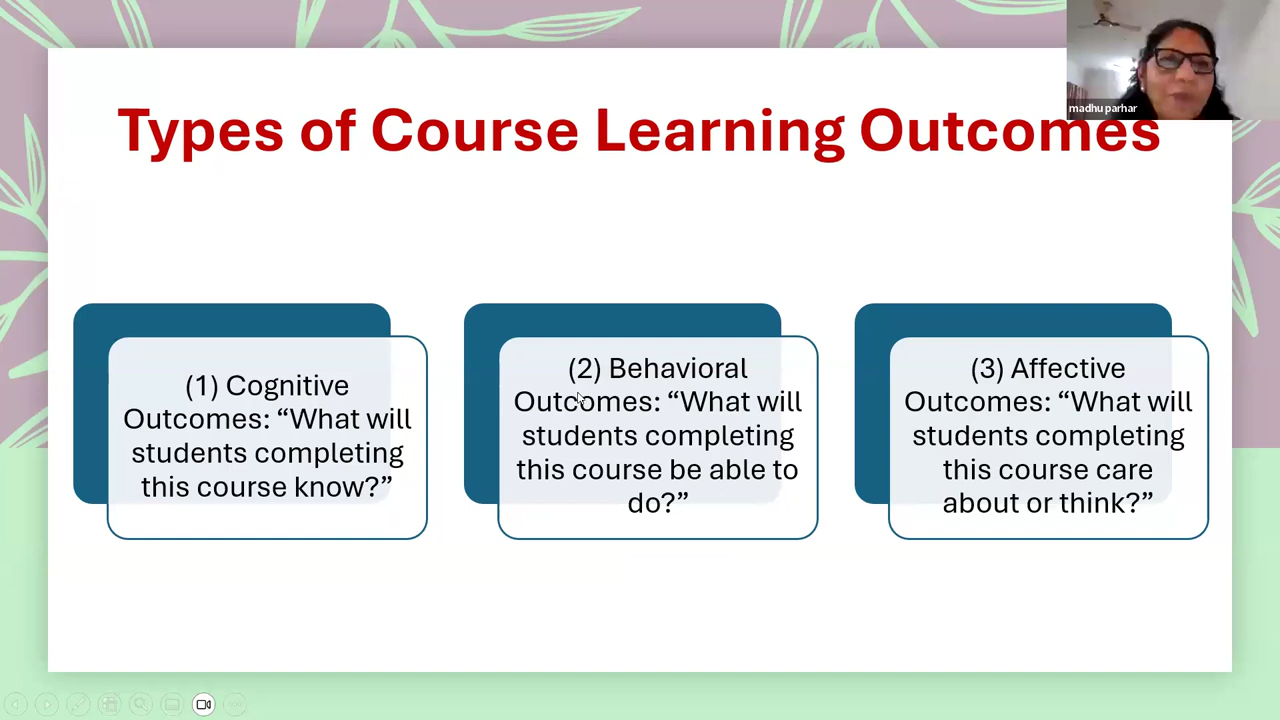 madhu parhar
Types of Course Learning Outcomes
(1) Cognitive
Outcomes: “What will
students completing
this course know?”
(2) Behavioral
Outcomes: “What will
students completing
this course be able to
do?”
(3) Affective
Outcomes: “What will
students completing
this course care
about or think?”